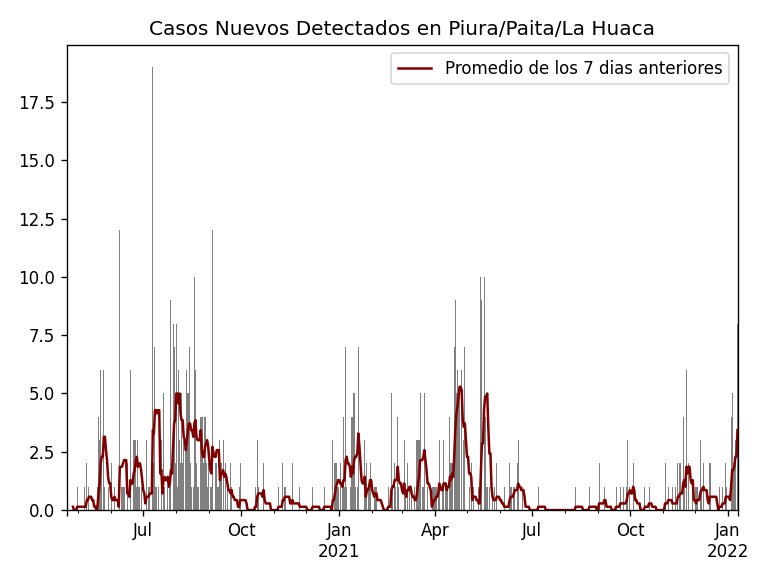 Casos Nuevos Detectados en Piura/Paita/La Huaca
Promedio de los 7 dias anteriores
17.5
15.0
12.5
10.0
7.5
5.0
2.5
0.0
Jul
Oct
Jan
2021
Apr
Jul
Oct
Jan
2022